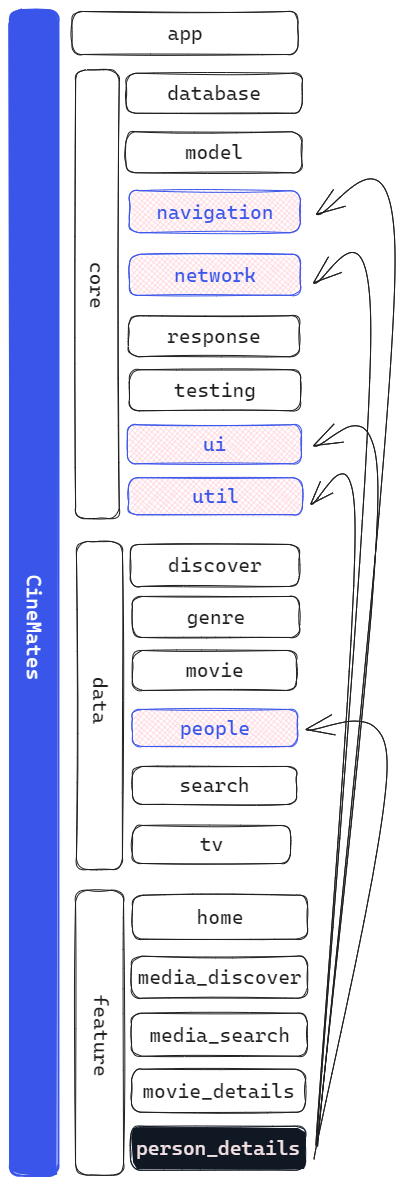 CineMates
app
core
database
model
navigation
network
response
testing
ui
util
data
discover
genre
movie
people
search
tv
feature
home
media_discover
media_search
movie_details
person_details